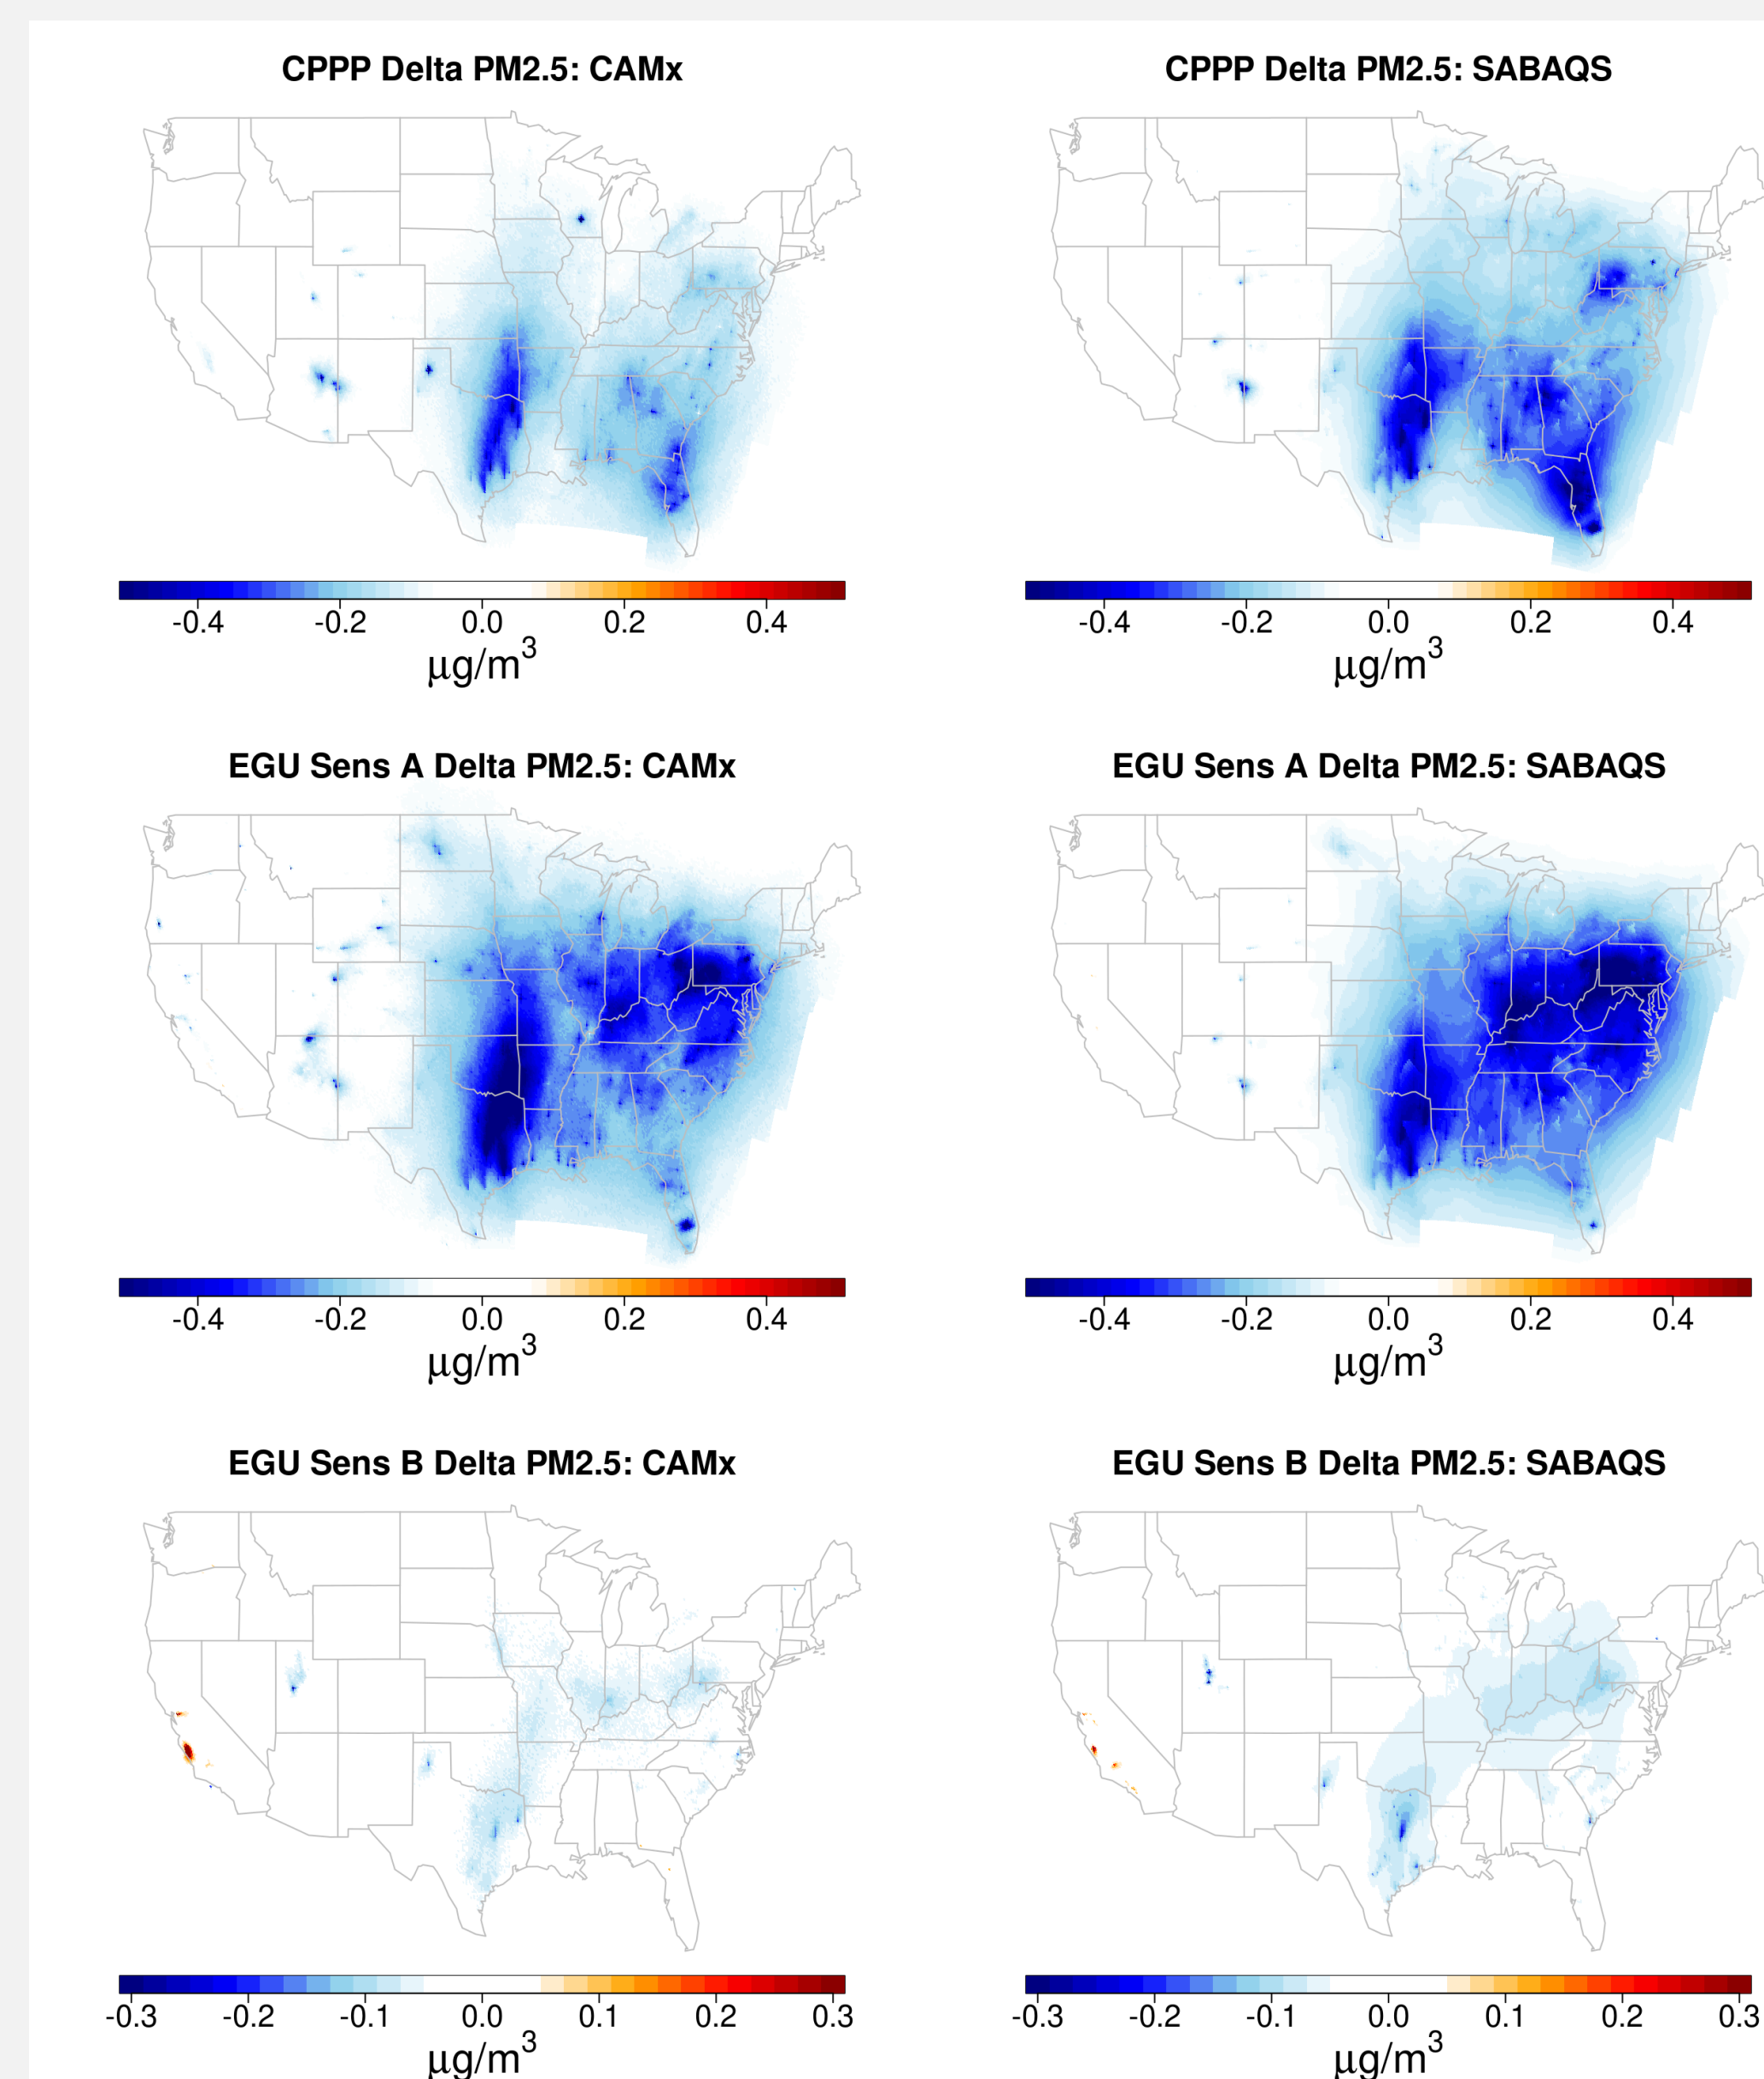 CPPP Delta PM2.5: CAMx
CPPP Delta PM2.5: SABAQS
-0.4 -0.2 0.0 0.2 0.4
μg/m³
-0.4 -0.2 0.0 0.2 0.4
μg/m³
EGU Sens A Delta PM2.5: CAMx
EGU Sens A Delta PM2.5: SABAQS
-0.4 -0.2 0.0 0.2 0.4
μg/m³
-0.4 -0.2 0.0 0.2 0.4
μg/m³
EGU Sens B Delta PM2.5: CAMx
EGU Sens B Delta PM2.5: SABAQS
-0.3 -0.2 -0.1 0.0 0.1 0.2 0.3
μg/m³
-0.3 -0.2 -0.1 0.0 0.1 0.2 0.3
μg/m³